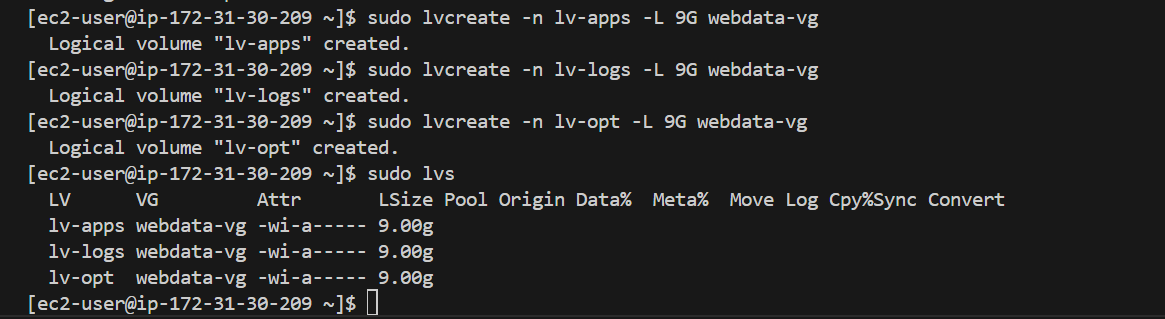 [ec2-user@ip-172-31-30-209 ~]$ sudo lvcreate -n lv-apps -L 9G webdata-vg
  Logical volume "lv-apps" created.
[ec2-user@ip-172-31-30-209 ~]$ sudo lvcreate -n lv-logs -L 9G webdata-vg
  Logical volume "lv-logs" created.
[ec2-user@ip-172-31-30-209 ~]$ sudo lvcreate -n lv-opt -L 9G webdata-vg
  Logical volume "lv-opt" created.
[ec2-user@ip-172-31-30-209 ~]$ sudo lvs
  LV      VG         Attr       LSize Pool Origin Data%  Meta%  Move Log Cpy%Sync Convert
  lv-apps webdata-vg -wi-a----- 9.00g
  lv-logs webdata-vg -wi-a----- 9.00g
  lv-opt  webdata-vg -wi-a----- 9.00g
[ec2-user@ip-172-31-30-209 ~]$